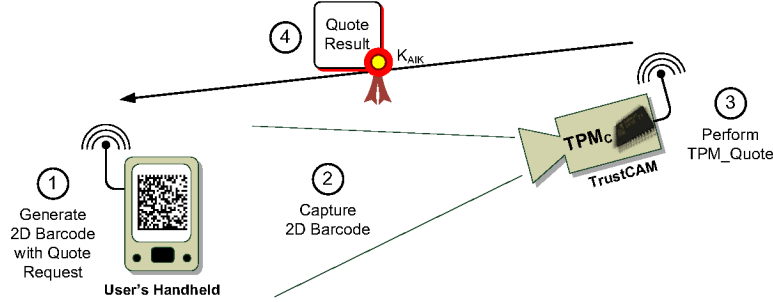 4
Quote
Result
KAIK
3
Perform
TPM_Quote
TPMC
TrustCAM
1
Generate
2D Barcode
with Quote
Request
2
Capture
2D Barcode
User's Handheld